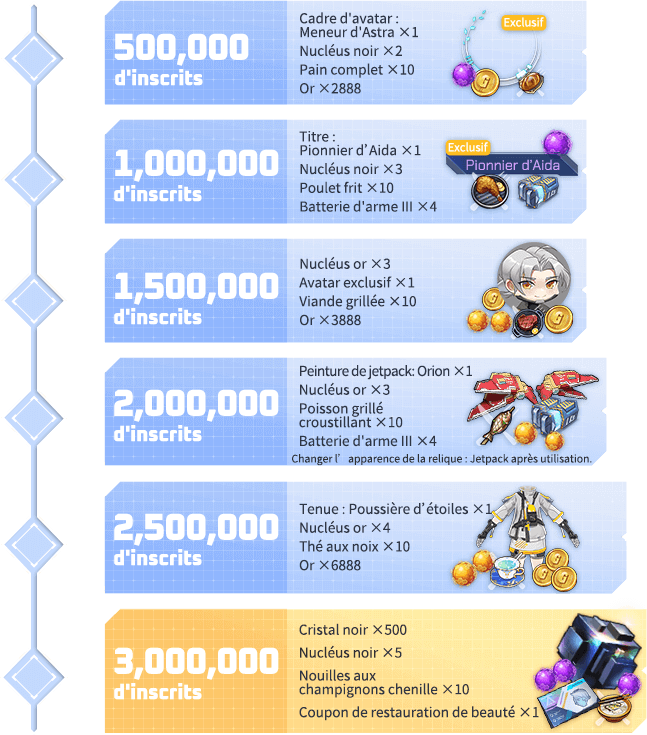 500,000
d'inscrits
Cadre d'avatar :
Meneur d'Astra ×1
Nucléus noir ×2
Pain complet ×10
Or ×2888
Exclusif
1,000,000
d'inscrits
Titre :
Pionnier d'Aida ×1
Nucléus noir ×3
Poulet frit ×10
Batterie d'arme III ×4
Exclusif
Pionnier d'Aida
1,500,000
d'inscrits
Nucléus or ×3
Avatar exclusif ×1
Viande grillée ×10
Or ×3888
2,000,000
d'inscrits
Peinture de jetpack: Orion ×1
Nucléus or ×3
Poisson grillé
croustillant ×10
Batterie d'arme III ×4
Changer l' apparence de la relique : Jetpack après utilisation.
2,500,000
d'inscrits
Tenue : Poussière d'étoiles ×1
Nucléus or ×4
Thé aux noix ×10
Or ×6888
3,000,000
d'inscrits
Cristal noir ×500
Nucléus noir ×5
Nouilles aux
champignons chenille ×10
Coupon de restauration de beauté ×1